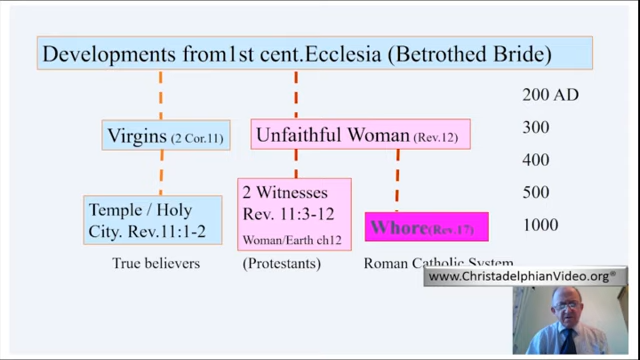 Developments from1st cent.Ecclesia (Betrothed Bride)
200 AD
Virgins (2 Cor.11)
Unfaithful Woman (Rev.12)
300
400
Temple / Holy
City. Rev.11:1-2
2 Witnesses
Rev. 11:3-12
Woman/Earth ch12
500
Whore(Rev.17)
1000
True believers
(Protestants)
Roman Catholic System
www.ChristadelphianVideo.org®